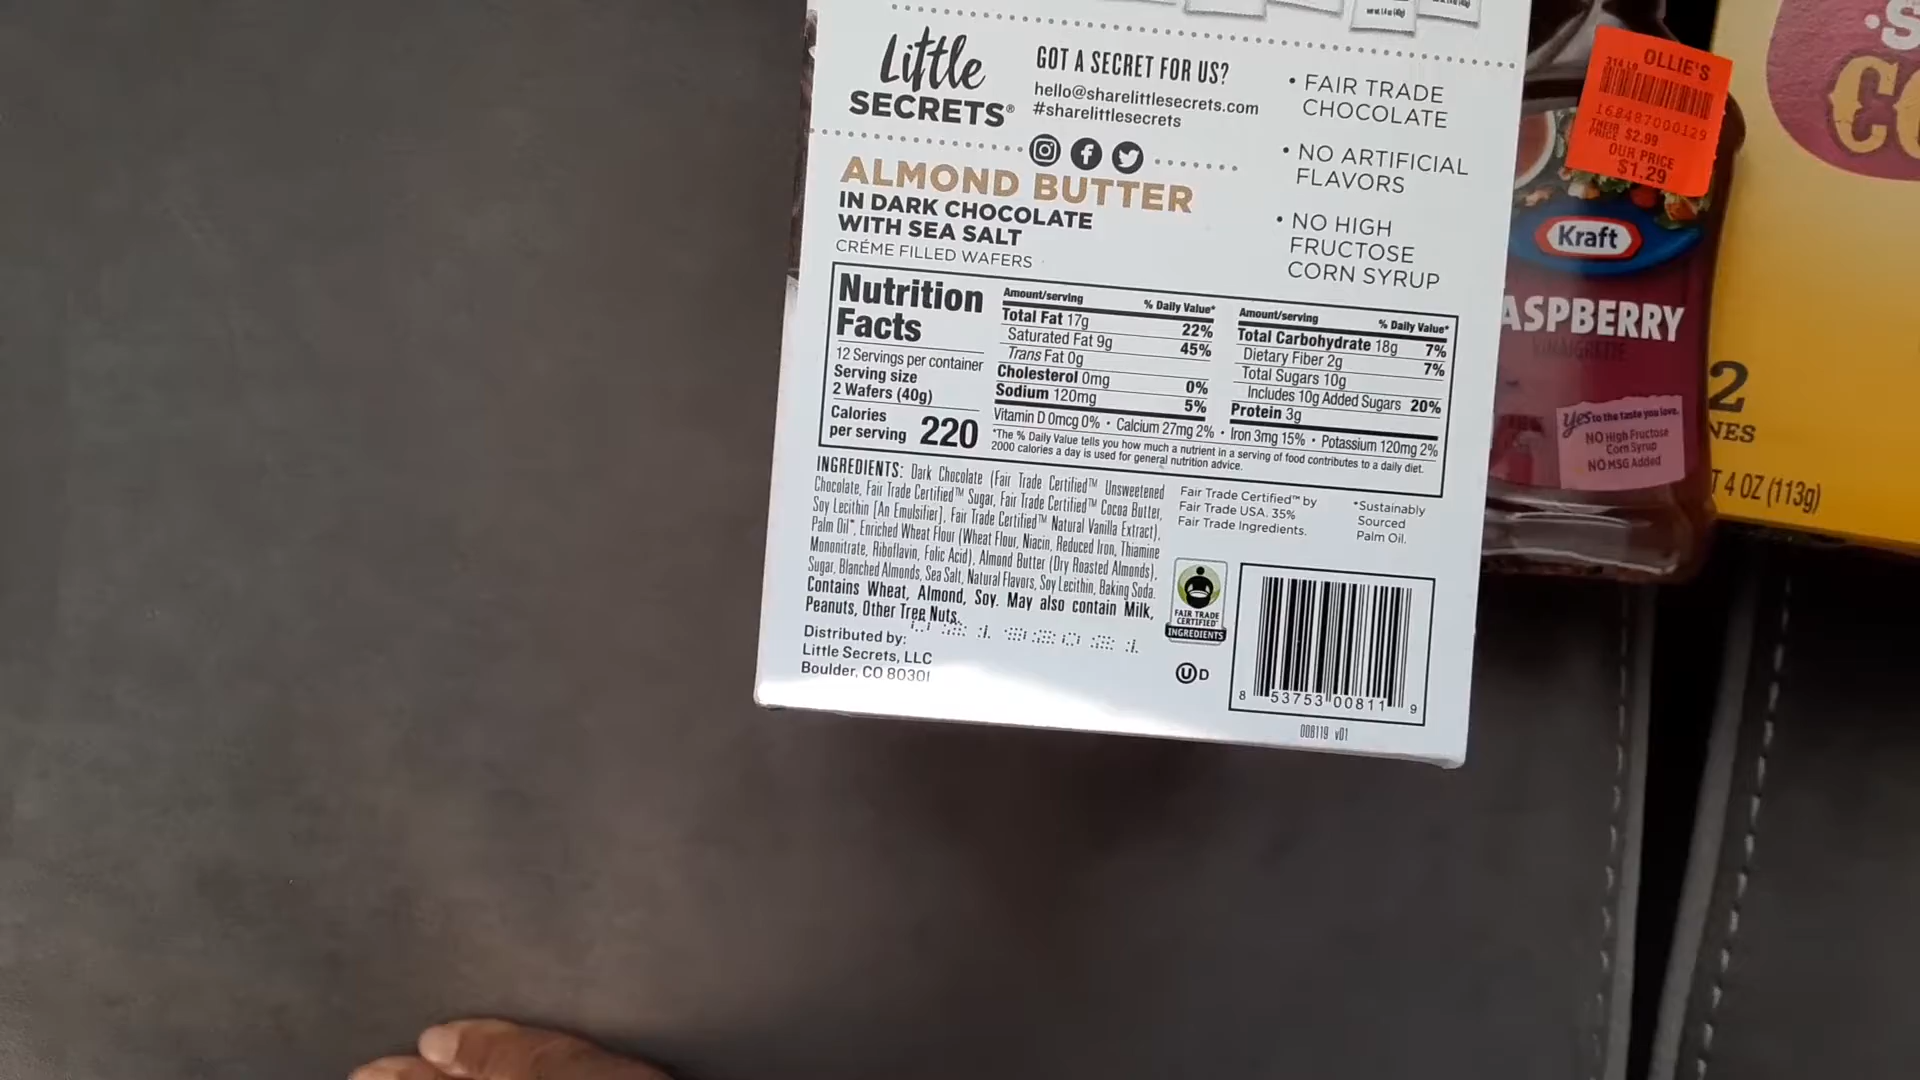 Little
SECRETS®
GOT A SECRET FOR US?
hello@sharelittlesecrets.com
#sharelittlesecrets
• FAIR TRADE
CHOCOLATE
• NO ARTIFICIAL
FLAVORS
• NO HIGH
FRUCTOSE
CORN SYRUP
ALMOND BUTTER
IN DARK CHOCOLATE
WITH SEA SALT
CRÉME FILLED WAFERS
Nutrition
Facts
12 Servings per container
Serving size
2 Wafers (40g)
Calories
per serving 220
Amount/serving % Daily Value*
Total Fat 17g 22%
Saturated Fat 9g 45%
Trans Fat 0g
Cholesterol 0mg 0%
Sodium 120mg 5%
Amount/serving % Daily Value*
Total Carbohydrate 18g 7%
Dietary Fiber 2g 7%
Total Sugars 10g
Includes 10g Added Sugars 20%
Protein 3g
Vitamin D 0mcg 0% • Calcium 27mg 2% • Iron 3mg 15% • Potassium 120mg 2%
*The % Daily Value tells you how much a nutrient in a serving of food contributes to a daily diet.
2000 calories a day is used for general nutrition advice.
INGREDIENTS: Dark Chocolate (Fair Trade Certified™ Unsweetened
Chocolate, Fair Trade Certified™ Sugar, Fair Trade Certified™ Cocoa Butter,
Soy Lecithin [An Emulsifier], Fair Trade Certified™ Natural Vanilla Extract),
Palm Oil*, Enriched Wheat Flour (Wheat Flour, Niacin, Reduced Iron, Thiamine
Mononitrate, Riboflavin, Folic Acid), Almond Butter (Dry Roasted Almonds),
Sugar, Blanched Almonds, Sea Salt, Natural Flavors, Soy Lecithin, Baking Soda.
Contains Wheat, Almond, Soy. May also contain Milk,
Peanuts, Other Tree Nuts.
Distributed by:
Little Secrets, LLC
Boulder, CO 80301
Fair Trade Certified™ by
Fair Trade USA. 35%
Fair Trade Ingredients.
*Sustainably
Sourced
Palm Oil.
FAIR TRADE
CERTIFIED
INGREDIENTS
U D
8 53753 00811 9
008119 v01
OLLIE'S
168487000129
THEIR PRICE $2.99
OUR PRICE
$1.29
Kraft
ASPBERRY
VINAIGRETTE
Yes to the taste you love.
NO High Fructose
Corn Syrup
NO MSG Added
•S
CO
2
NES
T 4 OZ (113g)